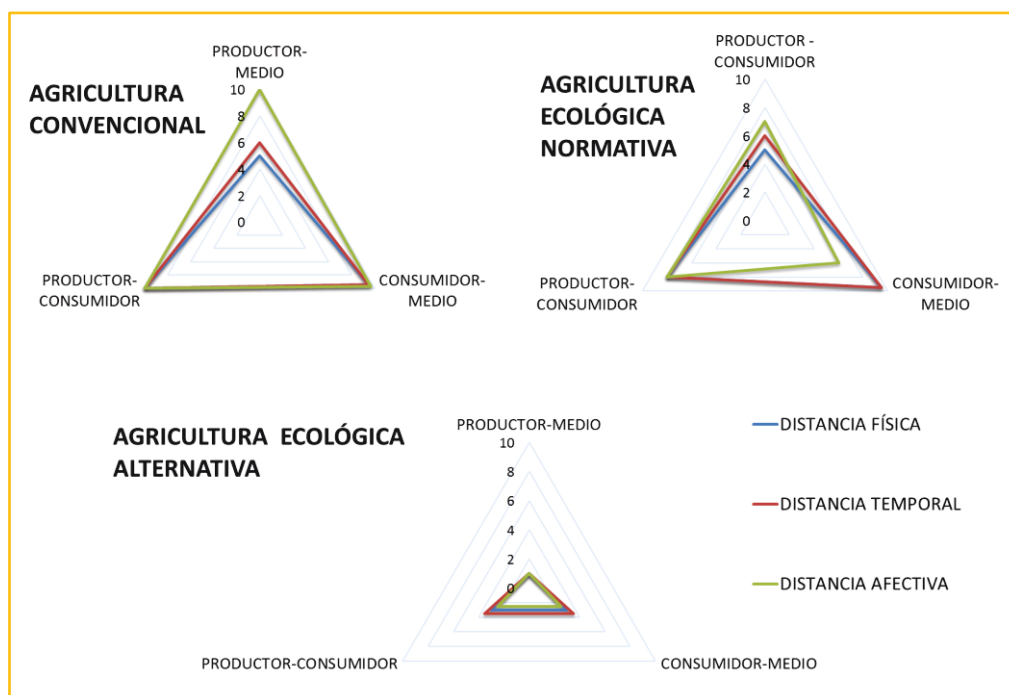 AGRICULTURA
CONVENCIONAL
PRODUCTOR-
MEDIO
10
8
6
4
2
0
PRODUCTOR-
CONSUMIDOR
CONSUMIDOR-
MEDIO
AGRICULTURA
ECOLÓGICA
NORMATIVA
PRODUCTOR -
CONSUMIDOR
10
8
6
4
2
0
PRODUCTOR-
CONSUMIDOR
CONSUMIDOR-
MEDIO
AGRICULTURA ECOLÓGICA
ALTERNATIVA
PRODUCTOR-MEDIO
10
8
6
4
2
0
PRODUCTOR-CONSUMIDOR
CONSUMIDOR-MEDIO
DISTANCIA FÍSICA
DISTANCIA TEMPORAL
DISTANCIA AFECTIVA